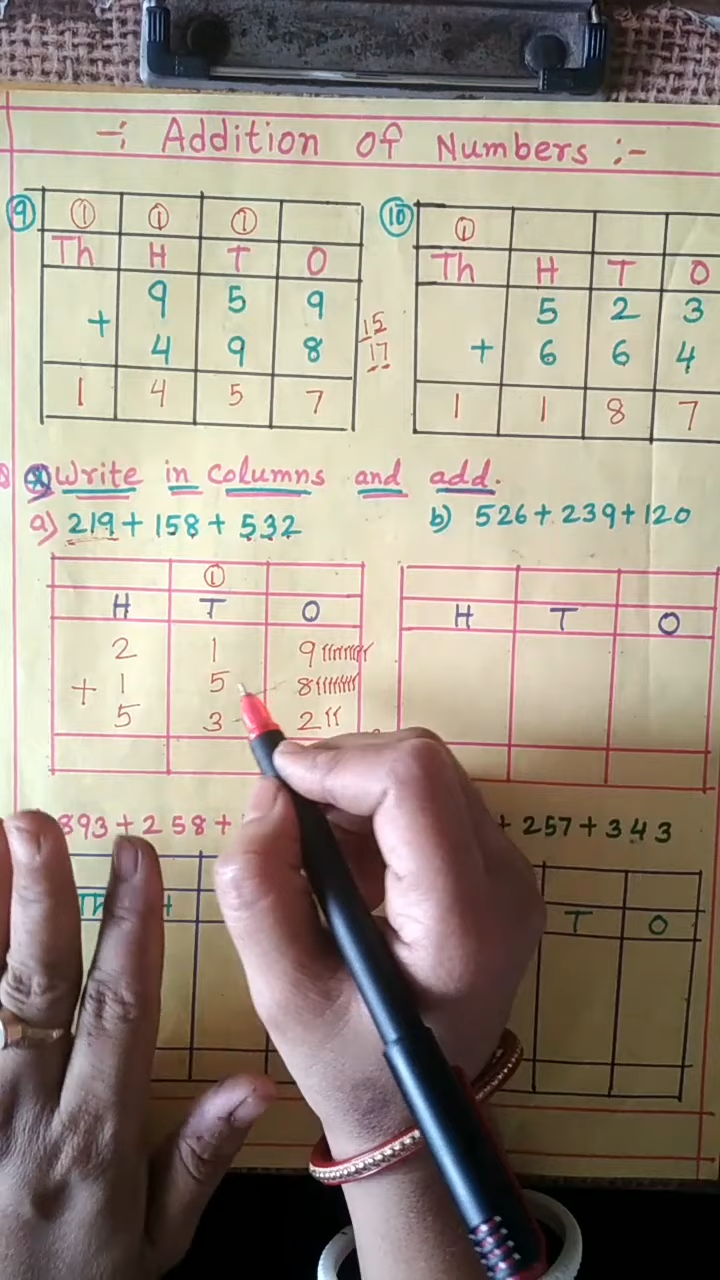 -: Addition of Numbers :-
9
1 1 1
Th H T O
9 5 9
+ 4 9 8
1 4 5 7
15
17
10
1
Th H T O
5 2 3
+ 6 6 4
1 1 8 7
Write in columns and add.
a) 219 + 158 + 532
1
H T O
2 1 9
+ 1 5 8
5 3 2
b) 526 + 239 + 120
H T O
893 + 258 +
+ 257 + 343
T O